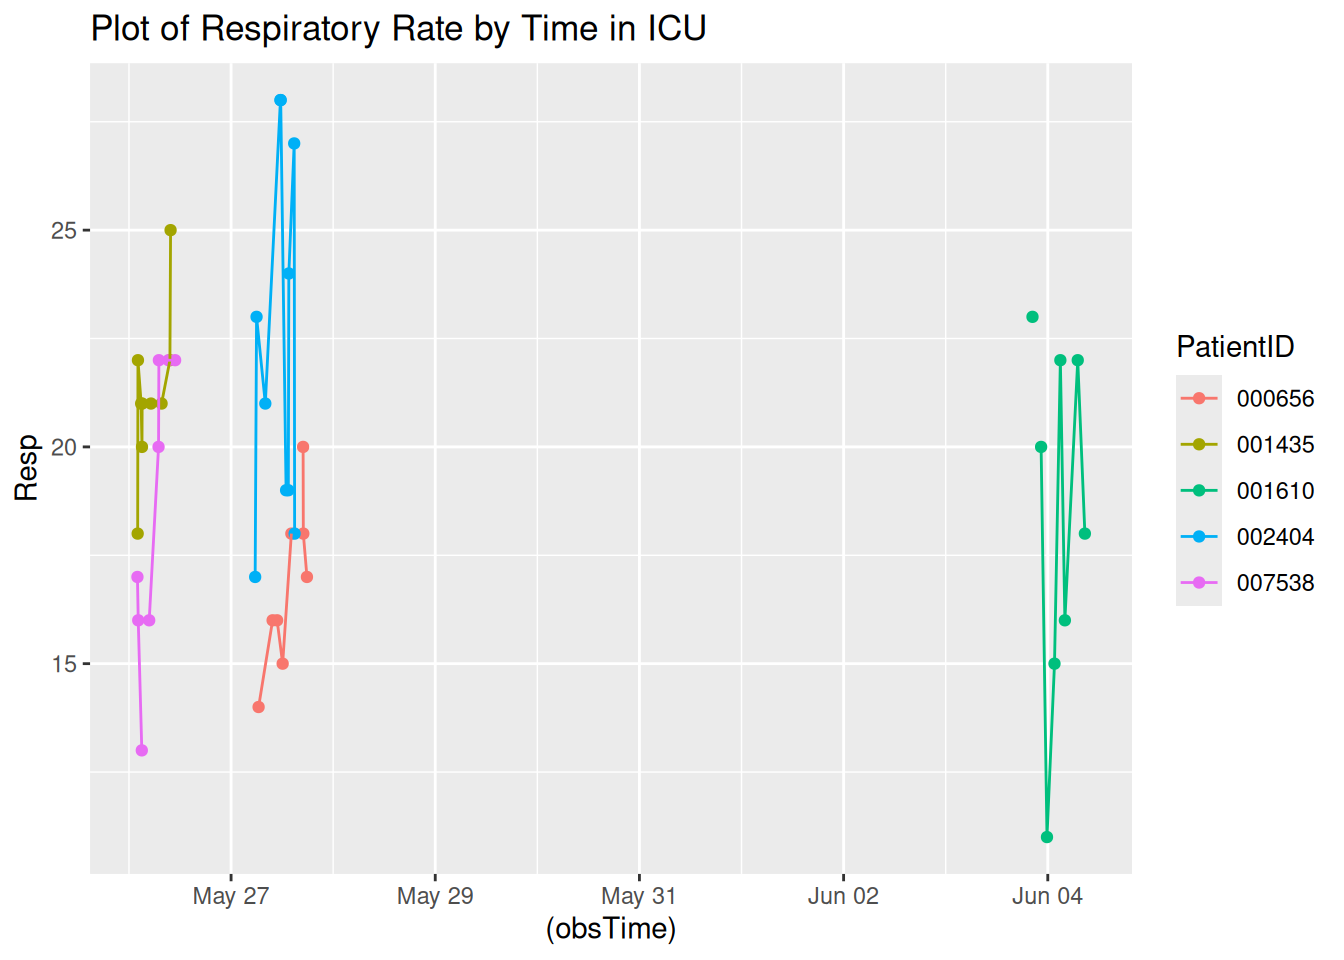 Plot of Respiratory Rate by Time in ICU
25
20
15
Resp
May 27
May 29
May 31
Jun 02
Jun 04
(obsTime)
PatientID
000656
001435
001610
002404
007538